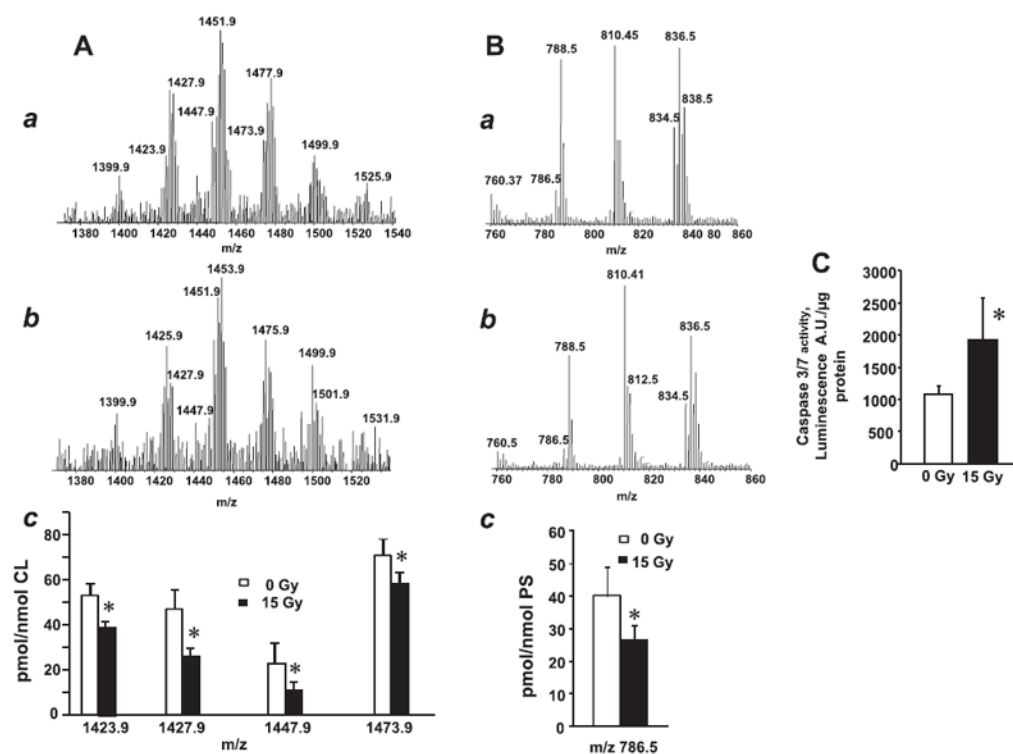 A
a
1399.9
1423.9
1427.9
1447.9
1451.9
1473.9
1477.9
1499.9
1525.9
1380 1400 1420 1440 1460 1480 1500 1520 1540
m/z
b
1399.9
1425.9
1427.9
1447.9
1451.9
1453.9
1475.9
1499.9
1501.9
1531.9
1380 1400 1420 1440 1460 1480 1500 1520 1540
m/z
c
pmol/nmol CL
80
60
40
20
0
0 Gy
15 Gy
*
*
*
*
1423.9 1427.9 1447.9 1473.9
m/z
B
a
760.37
786.5
788.5
810.45
834.5
836.5
838.5
760 780 800 820 840 80 860
m/z
b
760.5
786.5
788.5
810.41
812.5
834.5
836.5
760 780 800 820 840 860
m/z
c
pmol/nmol PS
60
50
40
30
20
10
0
0 Gy
15 Gy
*
m/z 786.5
C
Caspase 3/7 activity,
Luminescence A.U./µg
protein
3000
2500
2000
1500
1000
500
0
*
0 Gy 15 Gy